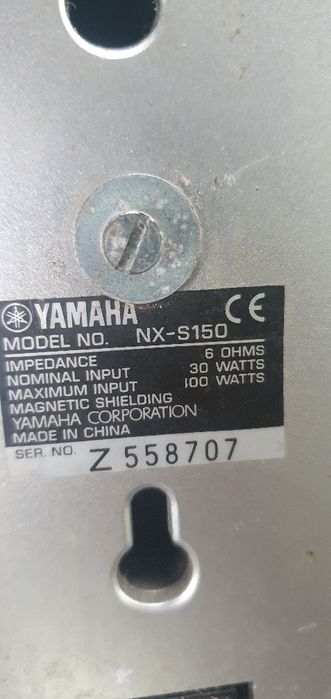 YAMAHA CE
MODEL NO. NX-S150
IMPEDANCE 6 OHMS
NOMINAL INPUT 30 WATTS
MAXIMUM INPUT 100 WATTS
MAGNETIC SHIELDING
YAMAHA CORPORATION
MADE IN CHINA
SER. NO. Z 558707